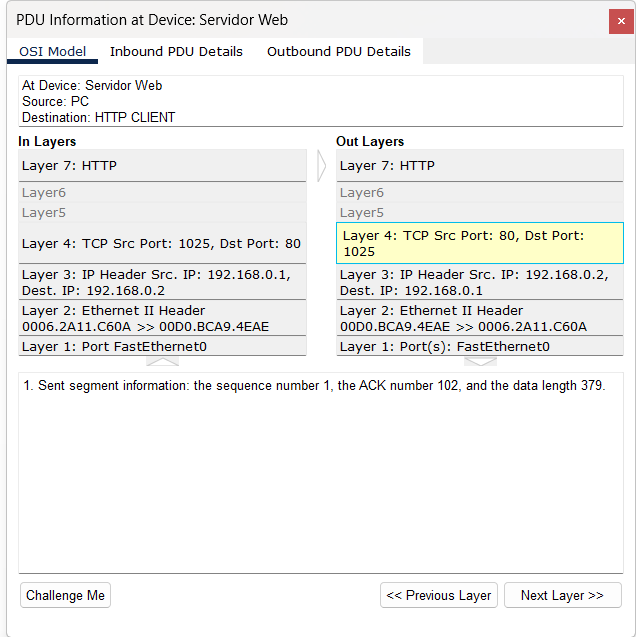 PDU Information at Device: Servidor Web
OSI Model
Inbound PDU Details
Outbound PDU Details
At Device: Servidor Web
Source: PC
Destination: HTTP CLIENT
In Layers
Layer 7: HTTP
Layer6
Layer5
Layer 4: TCP Src Port: 1025, Dst Port: 80
Layer 3: IP Header Src. IP: 192.168.0.1,
Dest. IP: 192.168.0.2
Layer 2: Ethernet II Header
0006.2A11.C60A >> 00D0.BCA9.4EAE
Layer 1: Port FastEthernet0
Out Layers
Layer 7: HTTP
Layer6
Layer5
Layer 4: TCP Src Port: 80, Dst Port:
1025
Layer 3: IP Header Src. IP: 192.168.0.2,
Dest. IP: 192.168.0.1
Layer 2: Ethernet II Header
00D0.BCA9.4EAE >> 0006.2A11.C60A
Layer 1: Port(s): FastEthernet0
1. Sent segment information: the sequence number 1, the ACK number 102, and the data length 379.
Challenge Me
<< Previous Layer
Next Layer >>